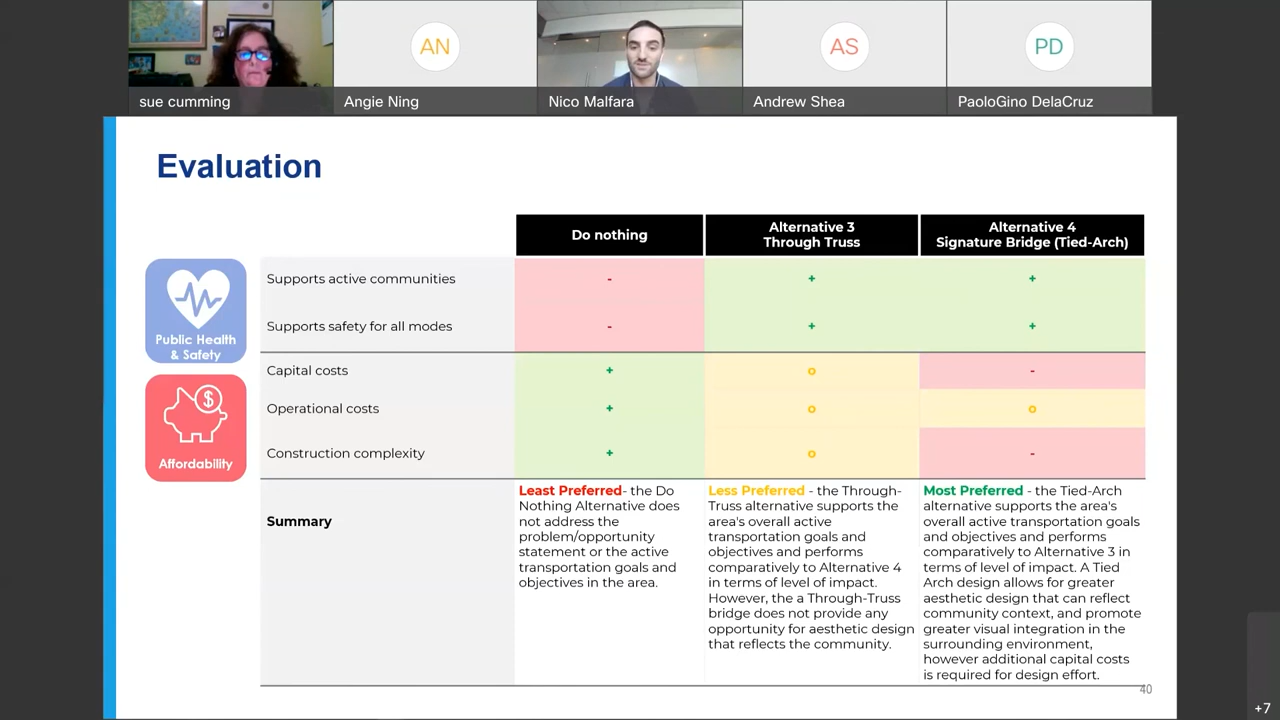 AN
AS
PD
sue cumming
Angie Ning
Nico Malfara
Andrew Shea
PaoloGino DelaCruz
Evaluation
Do nothing
Alternative 3
Through Truss
Alternative 4
Signature Bridge (Tied-Arch)
Public Health
& Safety
Supports active communities
-
+
+
Supports safety for all modes
-
+
+
$
Affordability
Capital costs
+
o
-
Operational costs
+
o
o
Construction complexity
+
o
-
Summary
Least Preferred- the Do
Nothing Alternative does
not address the
problem/opportunity
statement or the active
transportation goals and
objectives in the area.
Less Preferred - the Through-
Truss alternative supports the
area's overall active
transportation goals and
objectives and performs
comparatively to Alternative 4
in terms of level of impact.
However, the a Through-Truss
bridge does not provide any
opportunity for aesthetic design
that reflects the community.
Most Preferred - the Tied-Arch
alternative supports the area's
overall active transportation goals
and objectives and performs
comparatively to Alternative 3 in
terms of level of impact. A Tied
Arch design allows for greater
aesthetic design that can reflect
community context, and promote
greater visual integration in the
surrounding environment,
however additional capital costs
is required for design effort.
40
+7